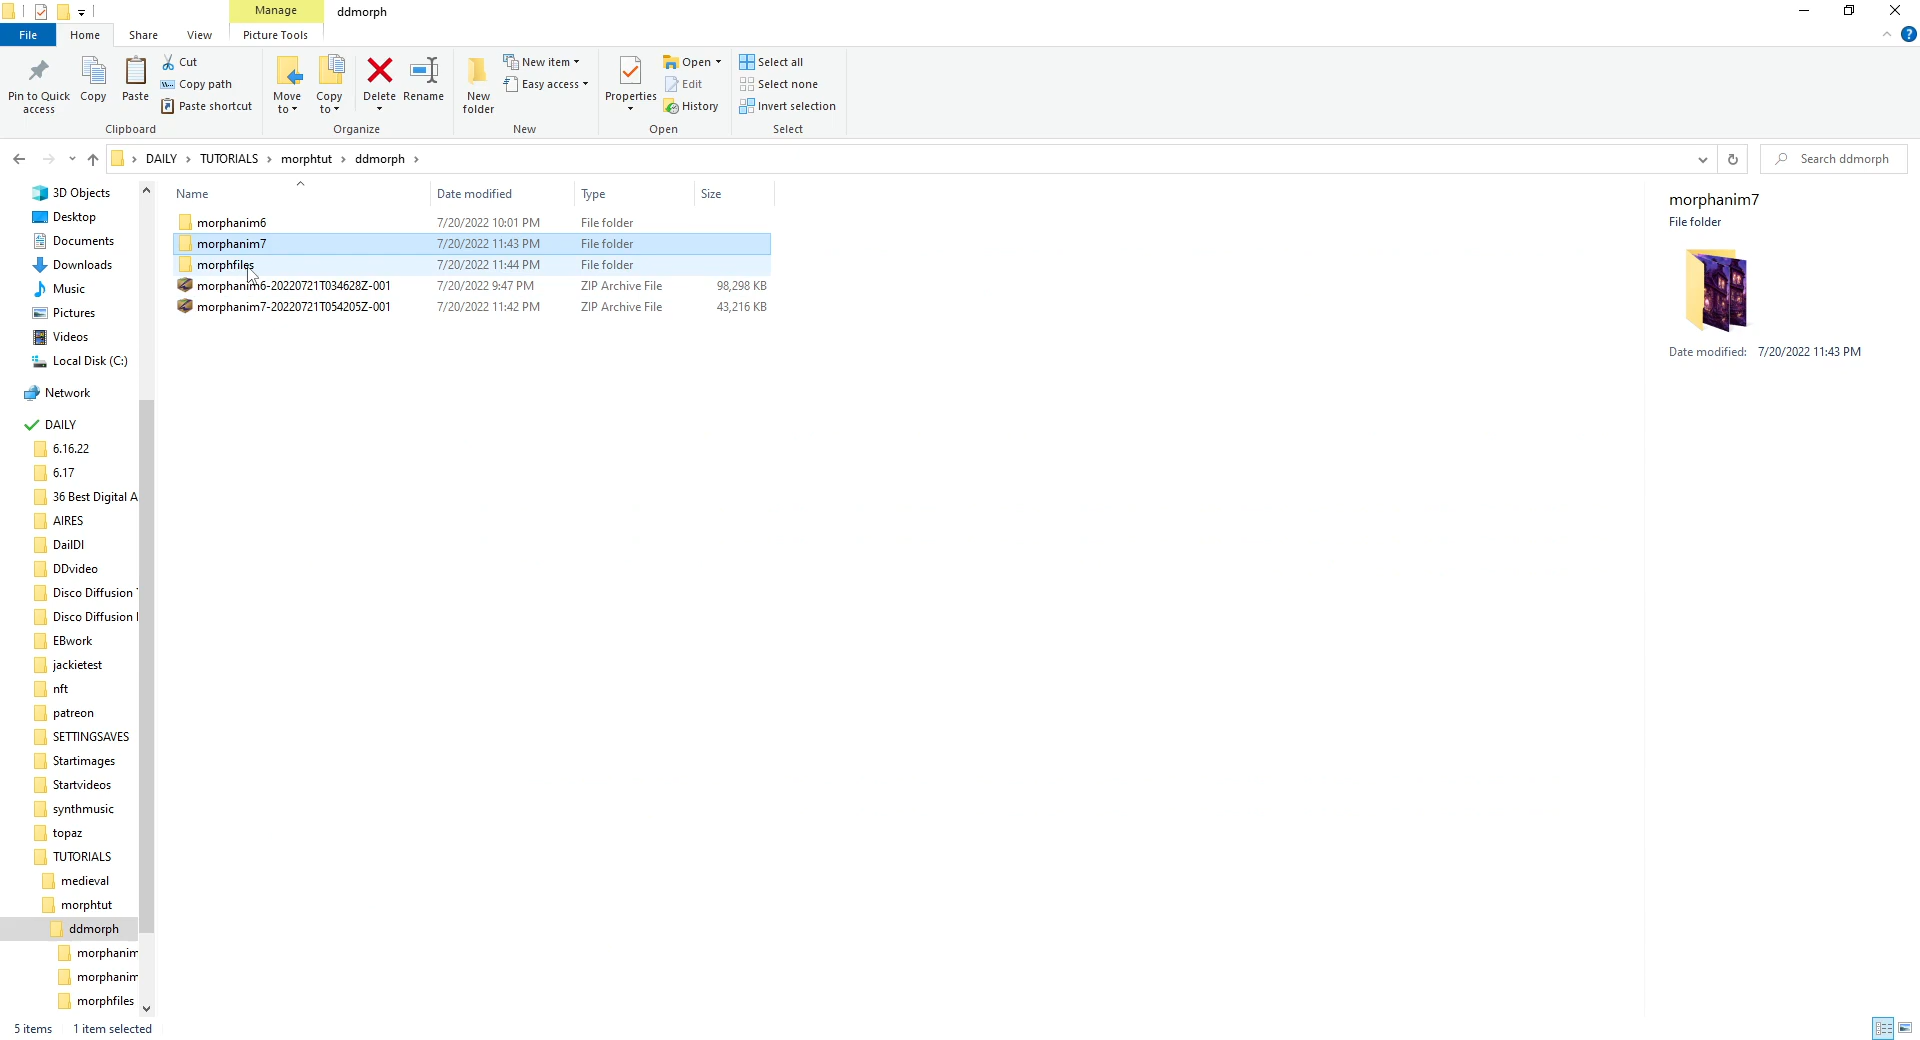 Manage
ddmorph
File
Home
Share
View
Picture Tools
?
Pin to Quick access
Copy
Paste
Cut
Copy path
Paste shortcut
Clipboard
Move to
Copy to
Delete
Rename
Organize
New folder
New item
Easy access
New
Properties
Open
Edit
History
Open
Select all
Select none
Invert selection
Select
DAILY
TUTORIALS
morphtut
ddmorph
Search ddmorph
3D Objects
Desktop
Documents
Downloads
Music
Pictures
Videos
Local Disk (C:)
Network
DAILY
6.16.22
6.17
36 Best Digital A
AIRES
DailDI
DDvideo
Disco Diffusion
Disco Diffusion
EBwork
jackietest
nft
patreon
SETTINGSAVES
Startimages
Startvideos
synthmusic
topaz
TUTORIALS
medieval
morphtut
ddmorph
morphanim
morphanim
morphfiles
Name Date modified Type Size
morphanim6 7/20/2022 10:01 PM File folder
morphanim7 7/20/2022 11:43 PM File folder
morphfiles 7/20/2022 11:44 PM File folder
morphanim6-20220721T034628Z-001 7/20/2022 9:47 PM ZIP Archive File 98,298 KB
morphanim7-20220721T054205Z-001 7/20/2022 11:42 PM ZIP Archive File 43,216 KB
morphanim7
File folder
Date modified: 7/20/2022 11:43 PM
5 items 1 item selected